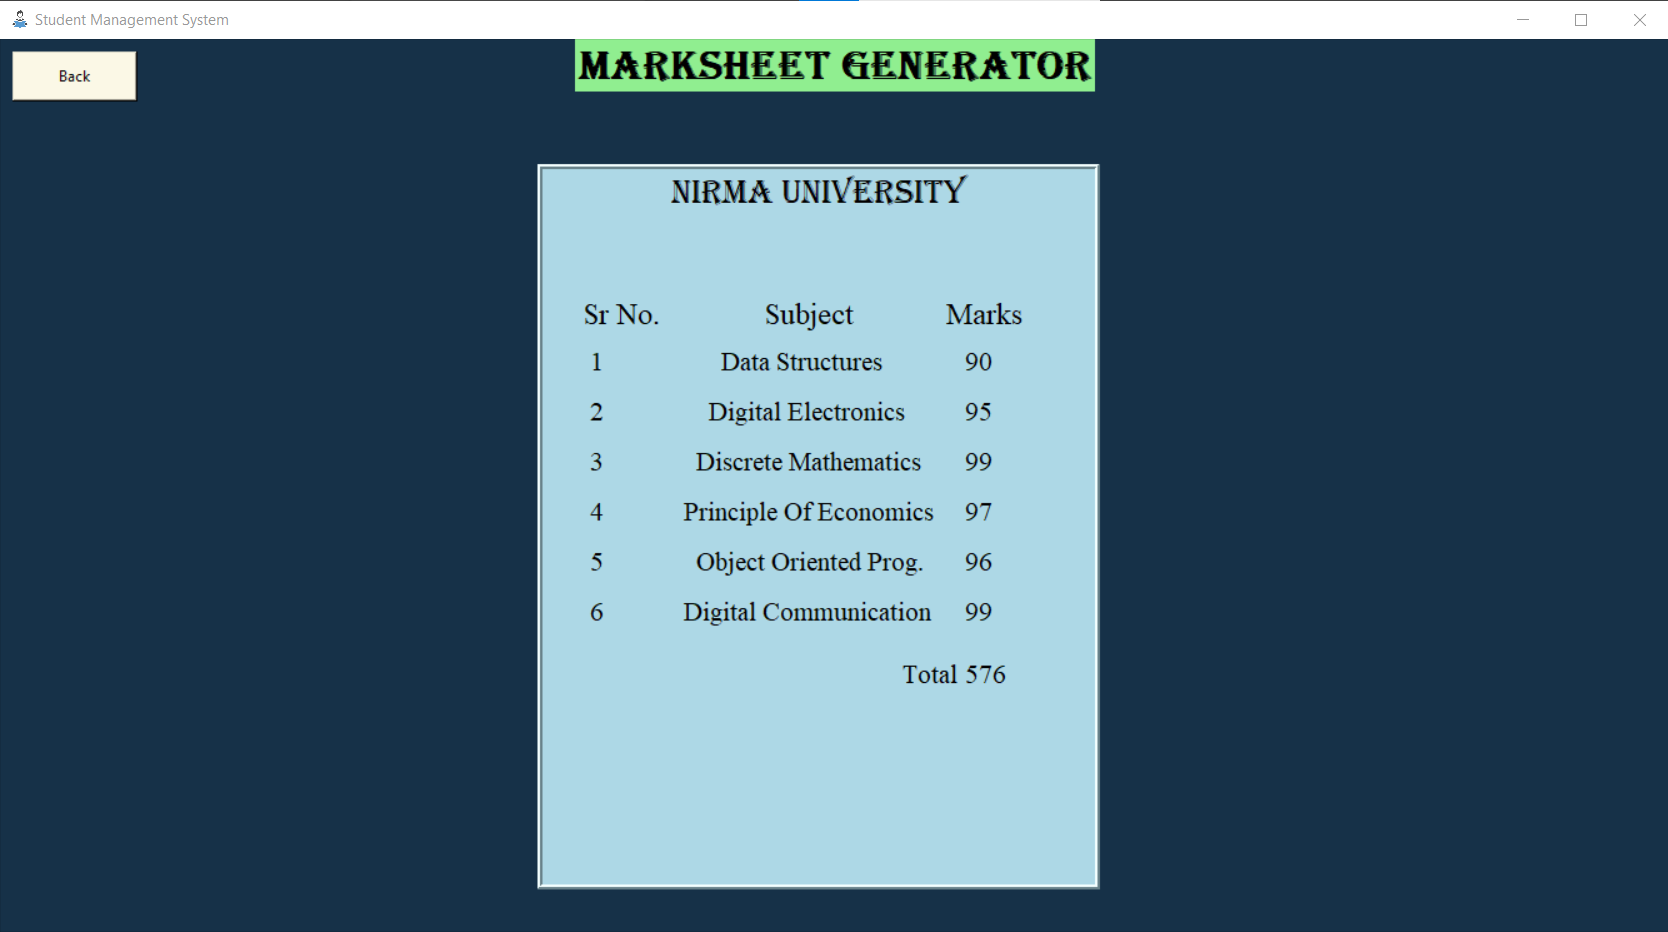 Student Management System
Back
MARKSHEET GENERATOR
NIRMA UNIVERSITY
Sr No. Subject Marks
1 Data Structures 90
2 Digital Electronics 95
3 Discrete Mathematics 99
4 Principle Of Economics 97
5 Object Oriented Prog. 96
6 Digital Communication 99
Total 576